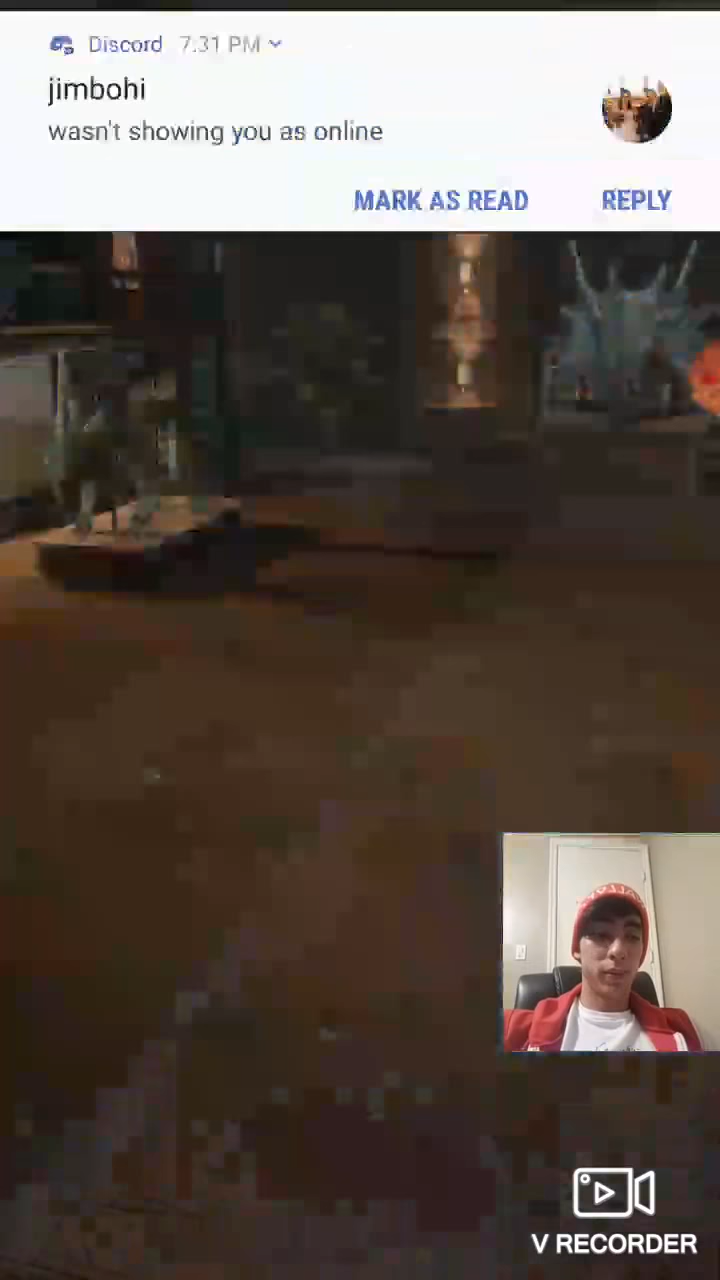 Discord 7:31 PM
jimbohi
wasn't showing you as online
MARK AS READ REPLY
V RECORDER